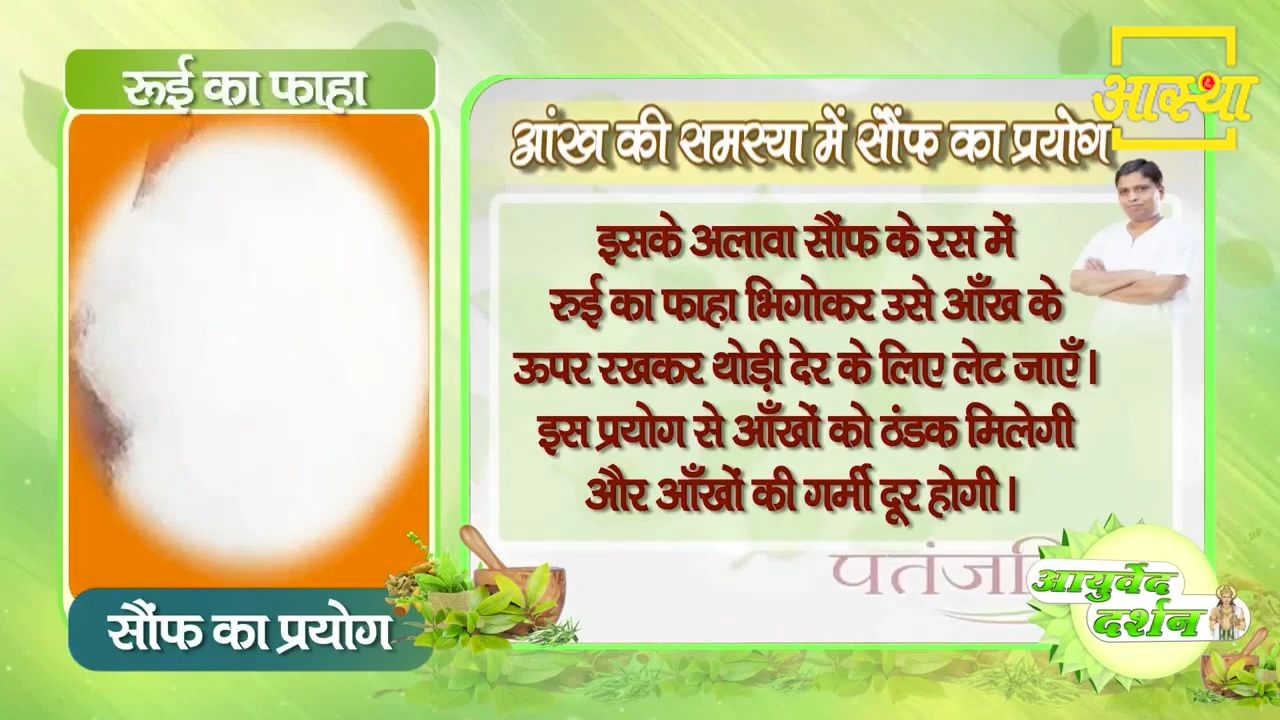 रूई का फाहा
आस्था
आंख की समस्या में सौंफ का प्रयोग
इसके अलावा सौंफ के रस में
रुई का फाहा भिगोकर उसे आँख के
ऊपर रखकर थोड़ी देर के लिए लेट जाएँ।
इस प्रयोग से आँखों को ठंडक मिलेगी
और आँखों की गर्मी दूर होगी।
सौंफ का प्रयोग
आयुर्वेद
दर्शन